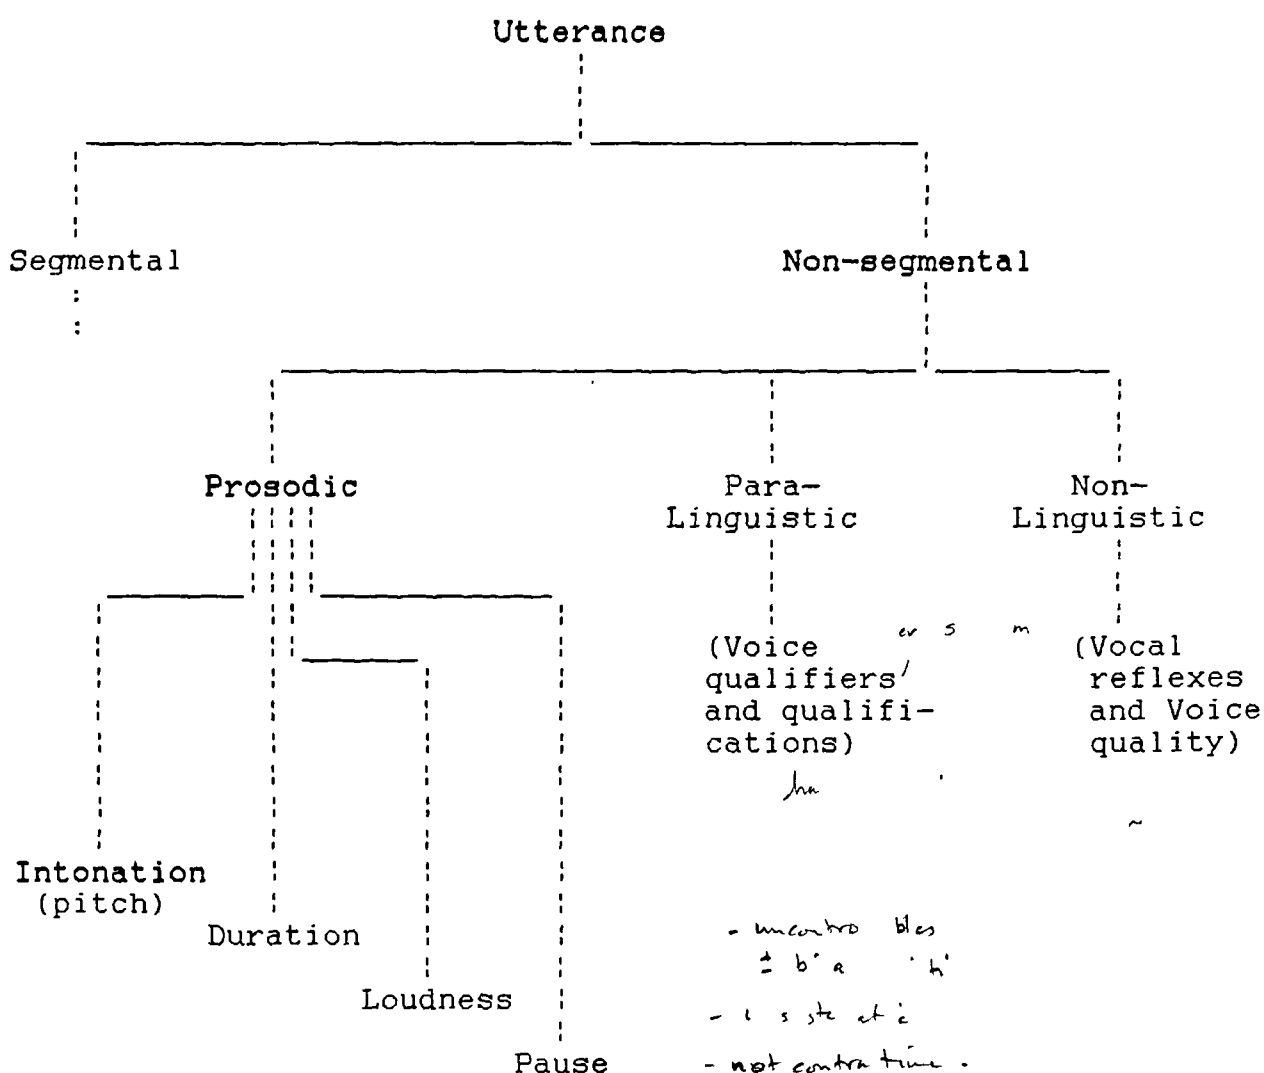 Utterance
Segmental
Non-segmental
:
:
Prosodic
Para-
Linguistic
Non-
Linguistic
(Voice
qualifiers
and qualifi-
cations)
(Vocal
reflexes
and Voice
quality)
Intonation
(pitch)
Duration
Loudness
Pause
- not